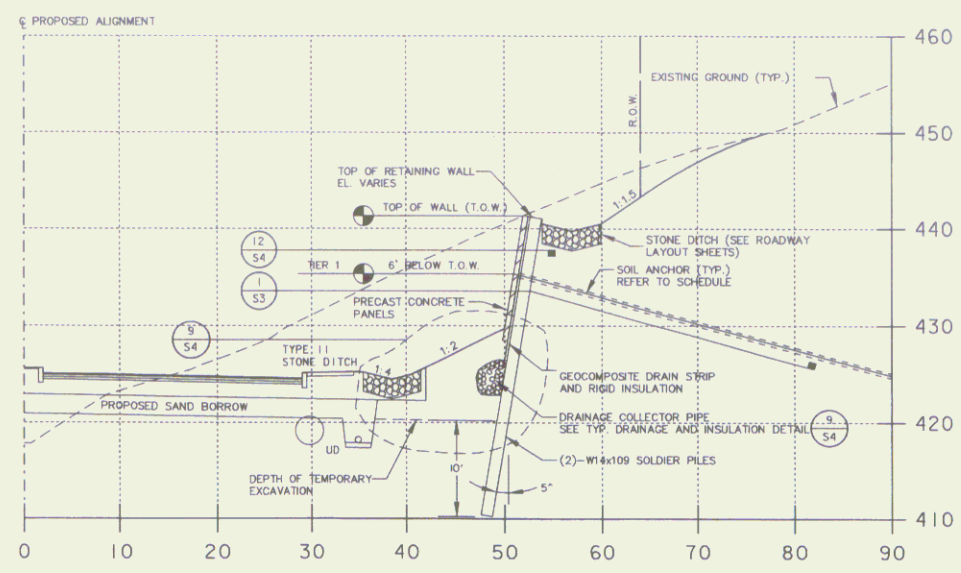 ℄ PROPOSED ALIGNMENT
460
EXISTING GROUND (TYP.)
R.O.W.
450
TOP OF RETAINING WALL
EL. VARIES
1:1.5
TOP OF WALL (T.O.W.)
440
12
S4
STONE DITCH (SEE ROADWAY
LAYOUT SHEETS)
TIER 1
6' BELOW T.O.W.
SOIL ANCHOR (TYP.)
REFER TO SCHEDULE
1
S3
PRECAST CONCRETE
PANELS
9
S4
430
TYPE II
STONE DITCH
1:2
1:4
GEOCOMPOSITE DRAIN STRIP
AND RIGID INSULATION
PROPOSED SAND BORROW
DRAINAGE COLLECTOR PIPE
SEE TYP. DRAINAGE AND INSULATION DETAIL
9
S4
420
UD
(2)-W14x109 SOLDIER PILES
DEPTH OF TEMPORARY
EXCAVATION
10'
5°
410
0 10 20 30 40 50 60 70 80 90